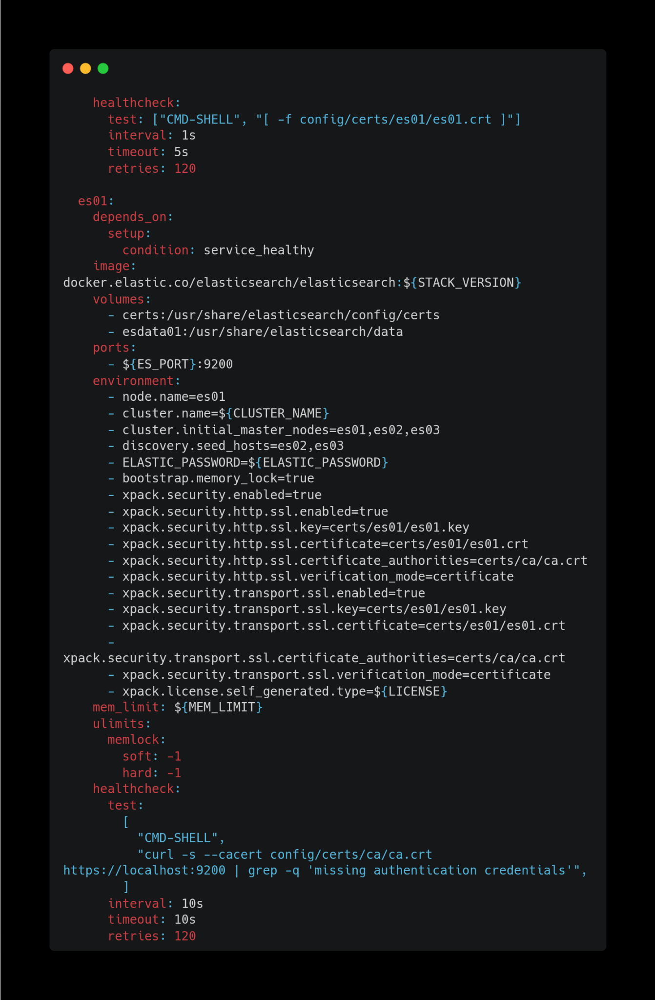 healthcheck:
test: ["CMD-SHELL", "[ -f config/certs/es01/es01.crt ]"]
interval: 1s
timeout: 5s
retries: 120
es01:
depends_on:
setup:
condition: service_healthy
image:
docker.elastic.co/elasticsearch/elasticsearch:${STACK_VERSION}
volumes:
- certs:/usr/share/elasticsearch/config/certs
- esdata01:/usr/share/elasticsearch/data
ports:
- ${ES_PORT}:9200
environment:
- node.name=es01
- cluster.name=${CLUSTER_NAME}
- cluster.initial_master_nodes=es01,es02,es03
- discovery.seed_hosts=es02,es03
- ELASTIC_PASSWORD=${ELASTIC_PASSWORD}
- bootstrap.memory_lock=true
- xpack.security.enabled=true
- xpack.security.http.ssl.enabled=true
- xpack.security.http.ssl.key=certs/es01/es01.key
- xpack.security.http.ssl.certificate=certs/es01/es01.crt
- xpack.security.http.ssl.certificate_authorities=certs/ca/ca.crt
- xpack.security.http.ssl.verification_mode=certificate
- xpack.security.transport.ssl.enabled=true
- xpack.security.transport.ssl.key=certs/es01/es01.key
- xpack.security.transport.ssl.certificate=certs/es01/es01.crt
-
xpack.security.transport.ssl.certificate_authorities=certs/ca/ca.crt
- xpack.security.transport.ssl.verification_mode=certificate
- xpack.license.self_generated.type=${LICENSE}
mem_limit: ${MEM_LIMIT}
ulimits:
memlock:
soft: -1
hard: -1
healthcheck:
test:
[
"CMD-SHELL",
"curl -s --cacert config/certs/ca/ca.crt
https://localhost:9200 | grep -q 'missing authentication credentials'",
]
interval: 10s
timeout: 10s
retries: 120